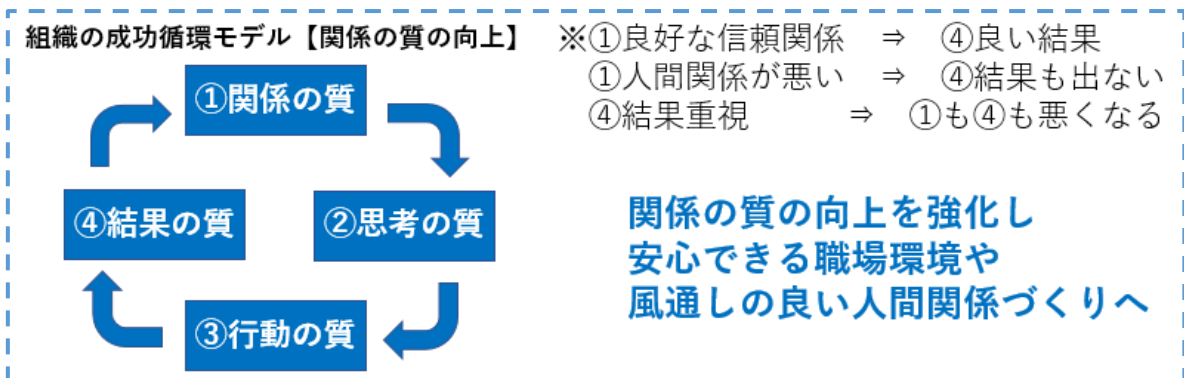 組織の成功循環モデル【関係の質の向上】
※①良好な信頼関係 ⇒ ④良い結果
①人間関係が悪い ⇒ ④結果も出ない
④結果重視 ⇒ ①も④も悪くなる
①関係の質
④結果の質
②思考の質
③行動の質
関係の質の向上を強化し
安心できる職場環境や
風通しの良い人間関係づくりへ